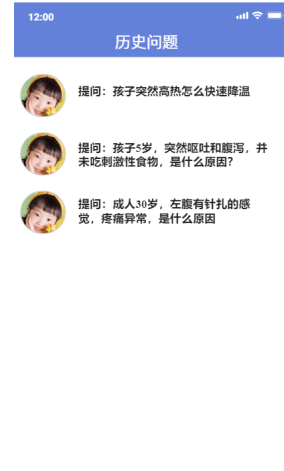 12:00
历史问题
提问：孩子突然高热怎么快速降温
提问：孩子5岁，突然呕吐和腹泻，并
未吃刺激性食物，是什么原因？
提问：成人30岁，左腹有针扎的感
觉，疼痛异常，是什么原因